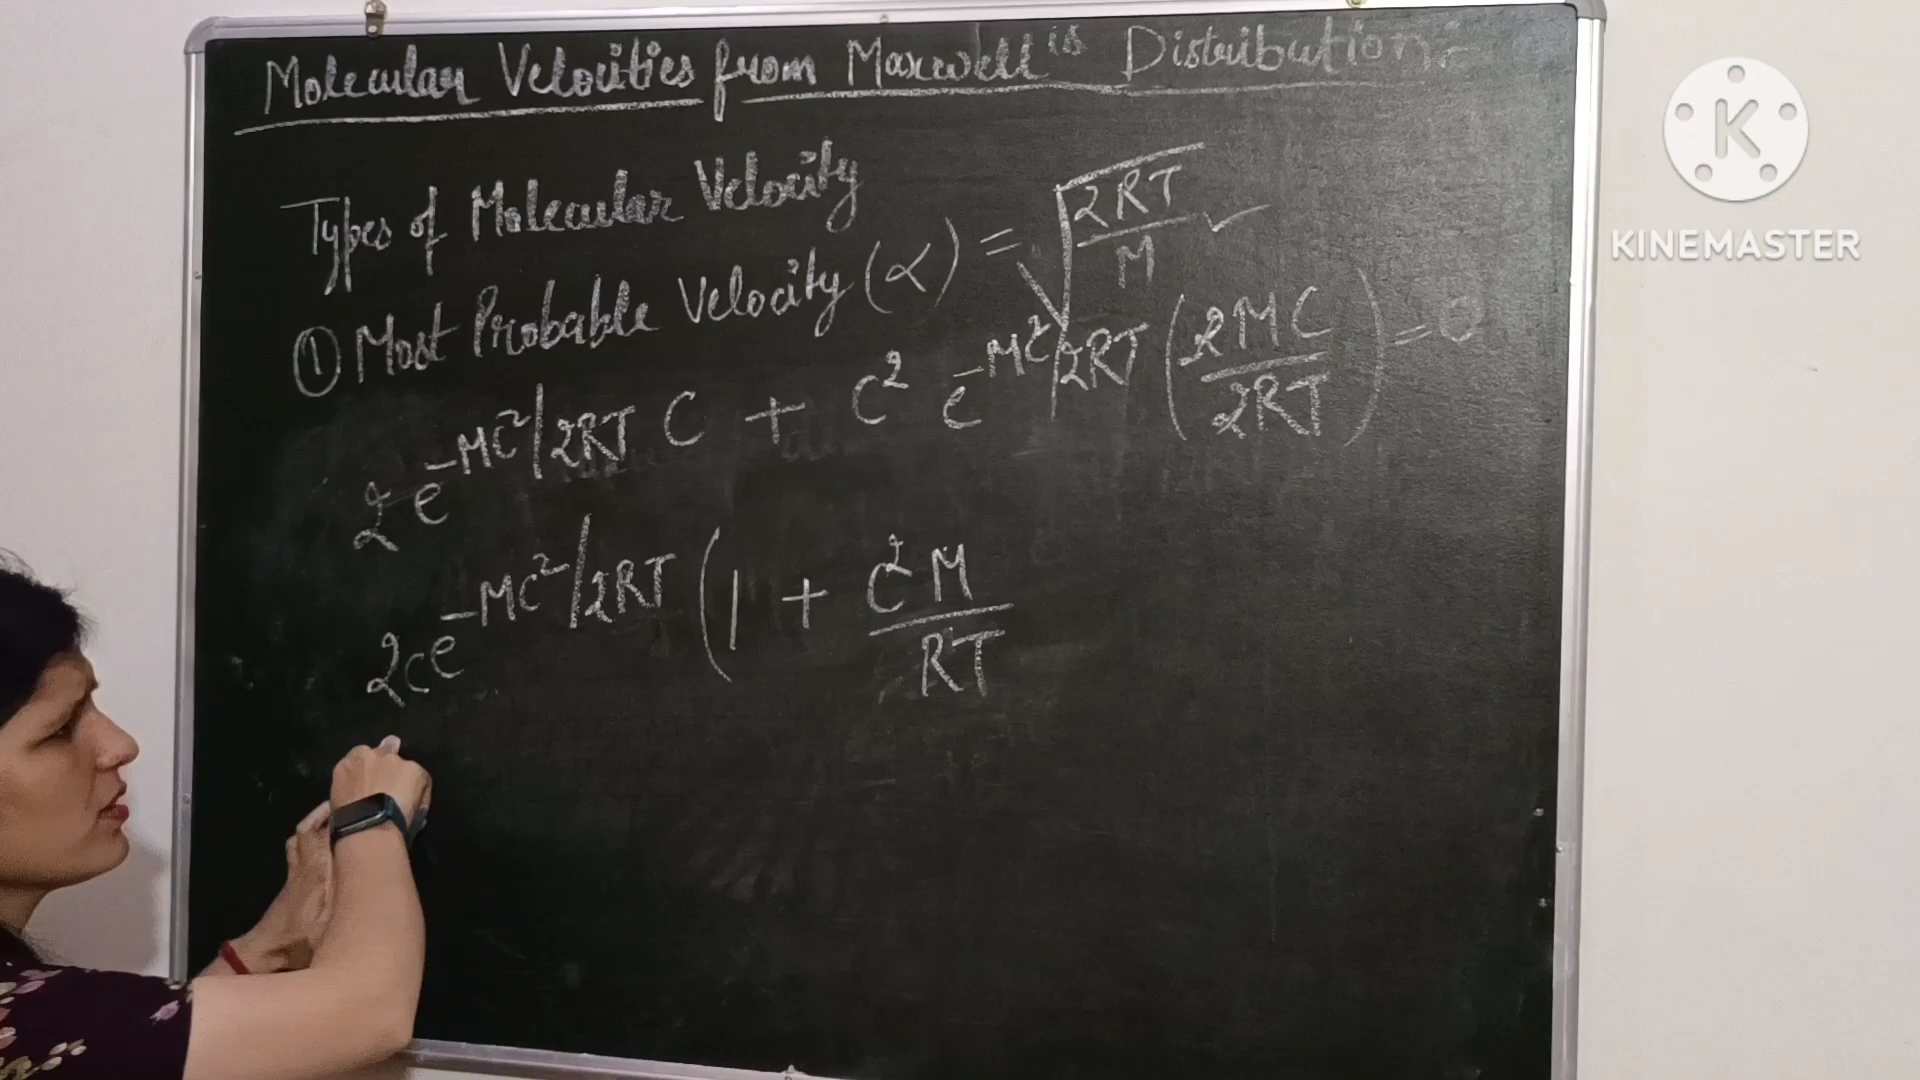 Molecular Velocities from Maxwell's Distribution:-
Types of Molecular Velocity
① Most Probable Velocity (α) = √(2RT/M) ✓
2 e^(-MC²/2RT) C + C² e^(-MC²/2RT) (2MC/2RT) = 0
2ce^(-MC²/2RT) (1 + C²M/RT
K
KINEMASTER